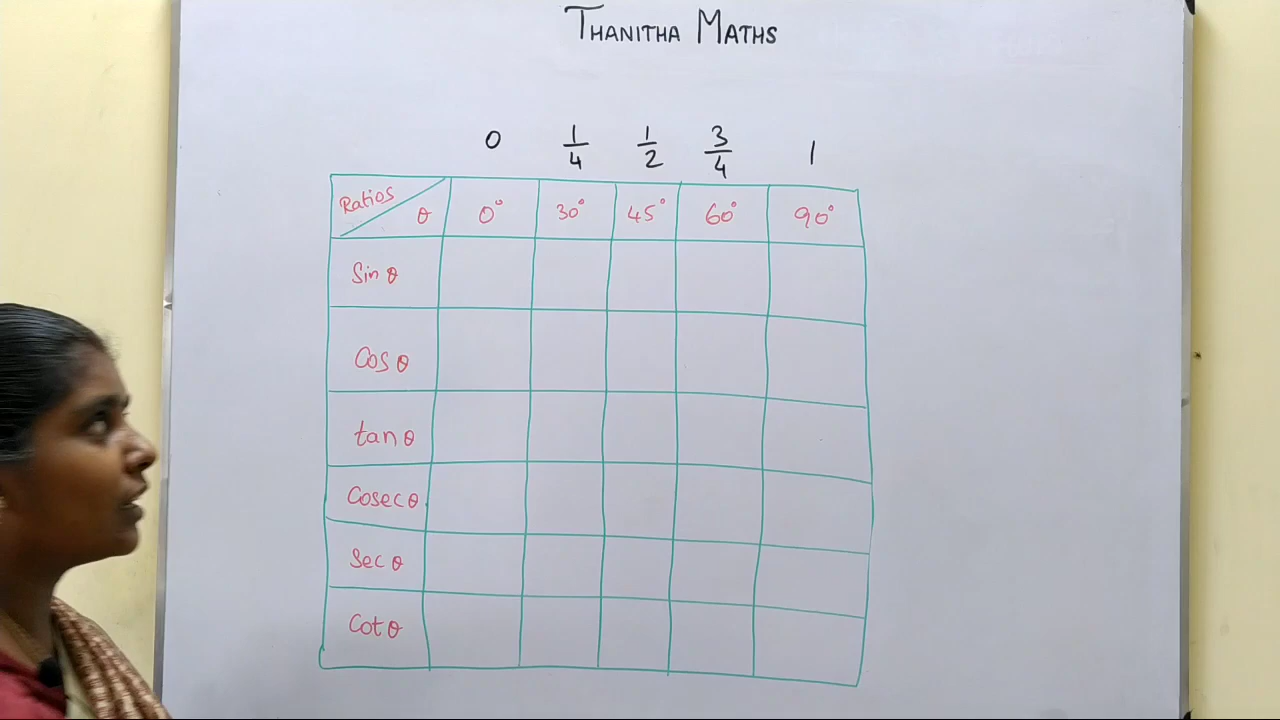 THANITHA MATHS
0 1/4 1/2 3/4 1
Ratios θ 0° 30° 45° 60° 90°
Sin θ
Cos θ
tan θ
Cosec θ
Sec θ
Cot θ